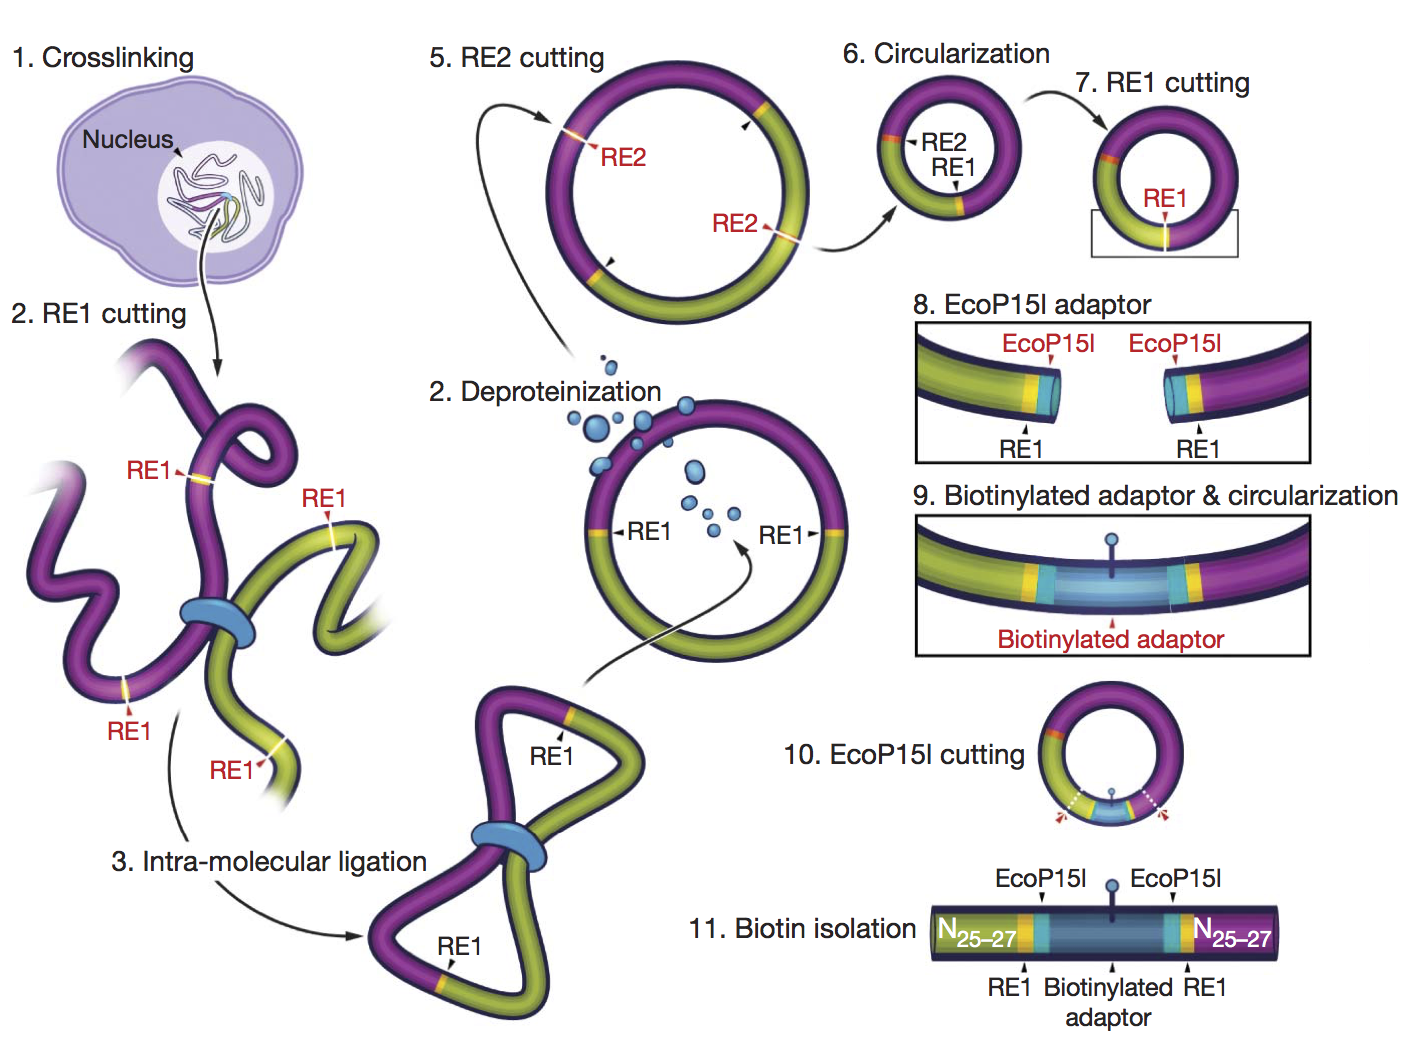 1. Crosslinking
Nucleus
2. RE1 cutting
RE1
RE1
RE1
RE1
3. Intra-molecular ligation
RE1
RE1
2. Deproteinization
RE1
RE1
5. RE2 cutting
RE2
RE2
6. Circularization
RE2
RE1
7. RE1 cutting
RE1
8. EcoP15I adaptor
EcoP15I EcoP15I
RE1 RE1
9. Biotinylated adaptor & circularization
Biotinylated adaptor
10. EcoP15I cutting
11. Biotin isolation
EcoP15I EcoP15I
N25–27 N25–27
RE1 Biotinylated RE1
adaptor